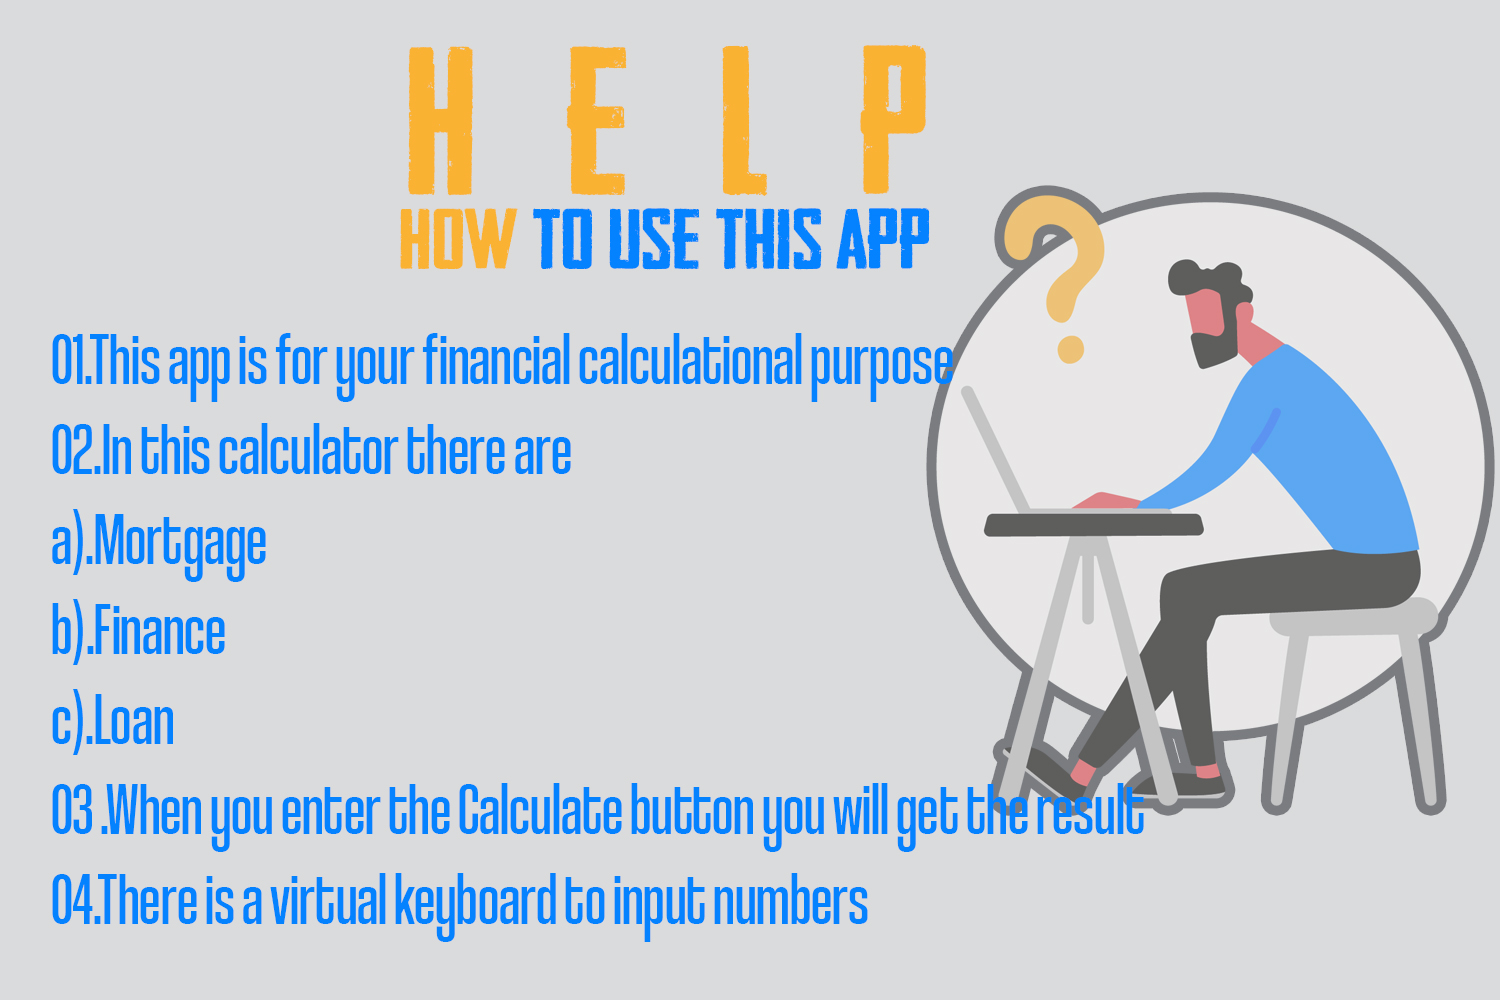 HELP
HOW TO USE THIS APP
01.This app is for your financial calculational purpose
02.In this calculator there are
a).Mortgage
b).Finance
c).Loan
03 .When you enter the Calculate button you will get the result
04.There is a virtual keyboard to input numbers
?